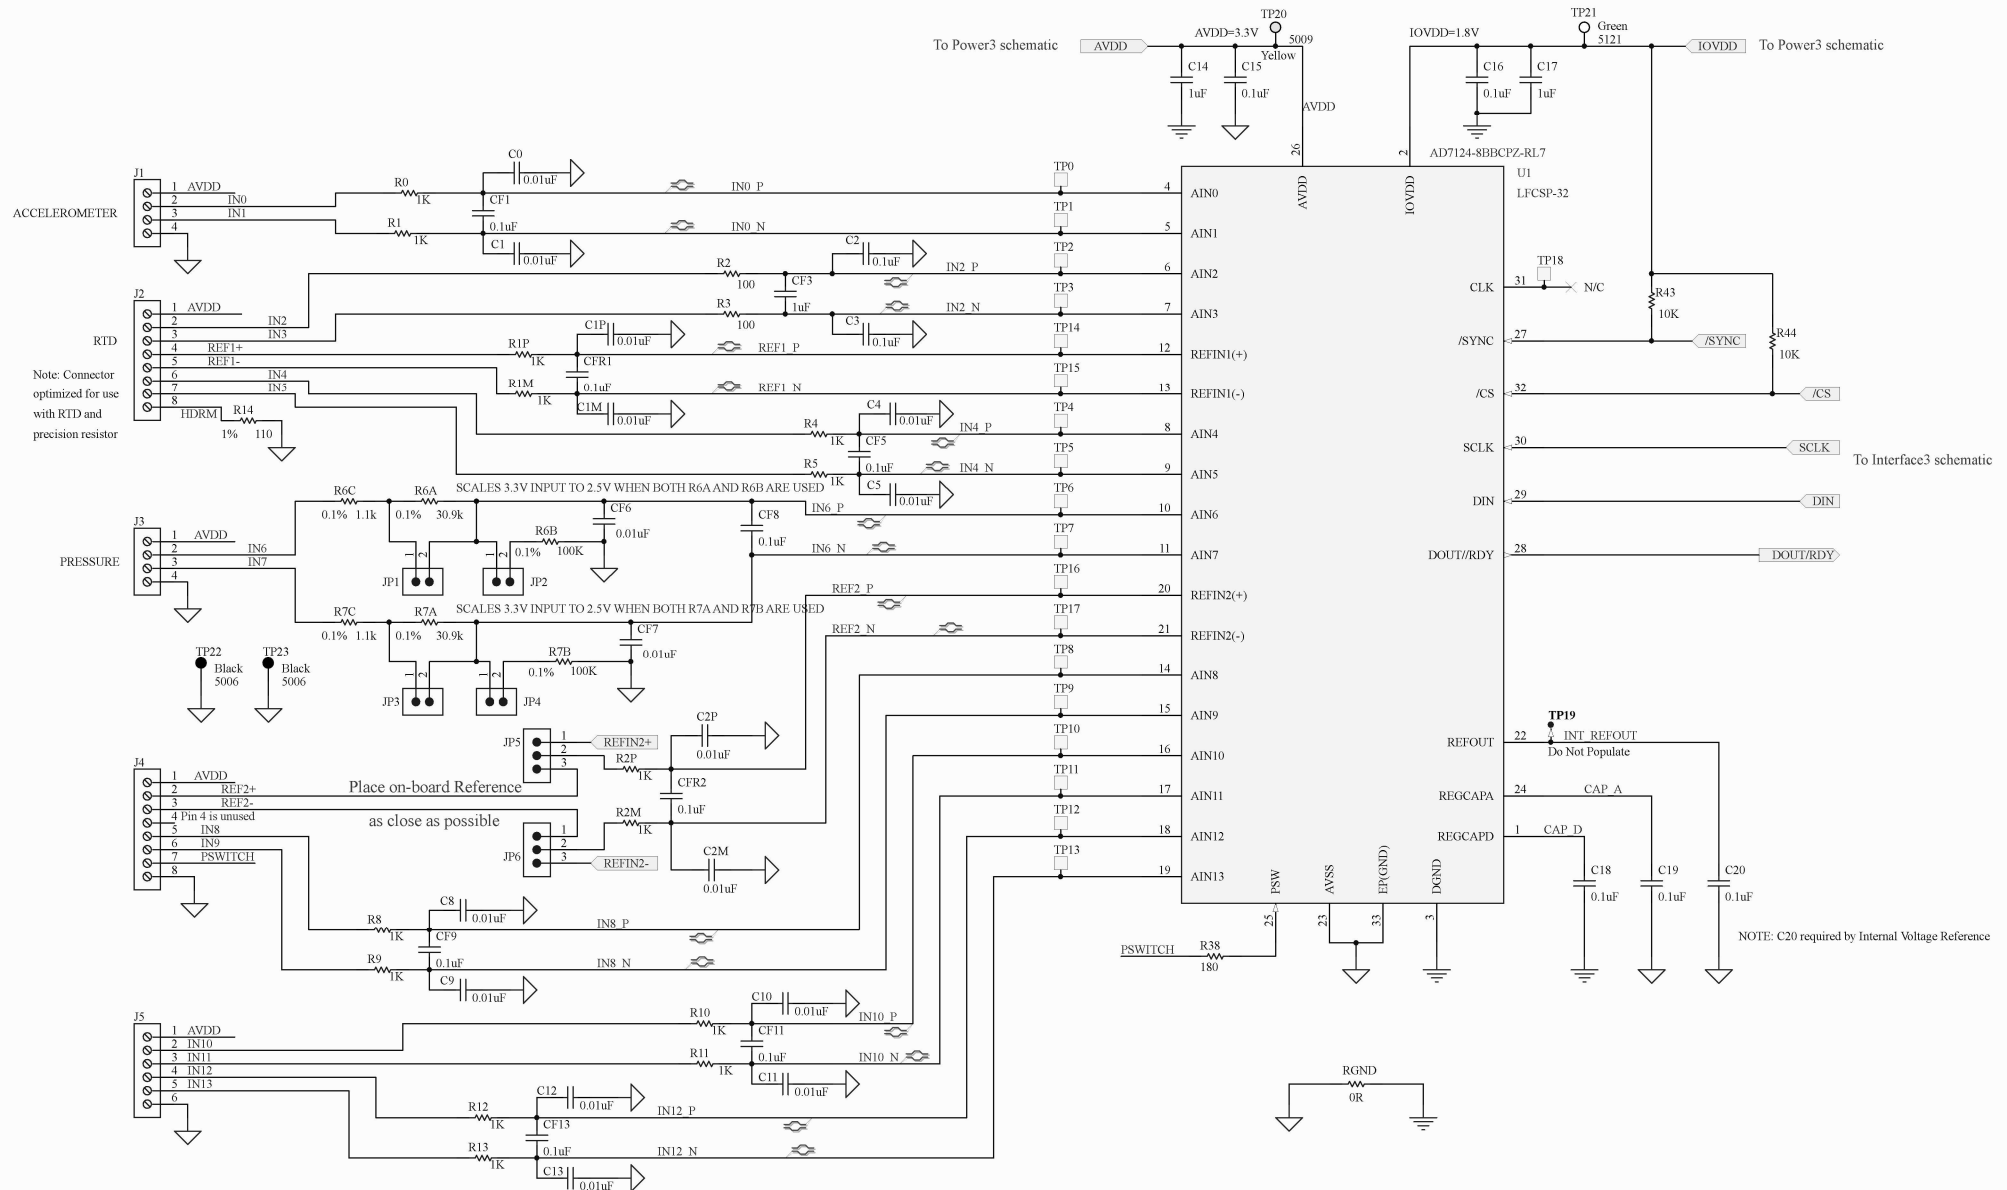 To Power3 schematic
AVDD
AVDD=3.3V
TP20
5009
Yellow
C14
1uF
C15
0.1uF
AVDD
IOVDD=1.8V
TP21
Green
5121
IOVDD
To Power3 schematic
C16
0.1uF
C17
1uF
26
2
AD7124-8BBCPZ-RL7
U1
LFCSP-32
J1
ACCELEROMETER
1 AVDD
2 IN0
3 IN1
4
R0
1K
R1
1K
C0
0.01uF
CF1
0.1uF
C1
0.01uF
IN0_P
IN0_N
TP0
4 AIN0
TP1
5 AIN1
J2
RTD
Note: Connector
optimized for use
with RTD and
precision resistor
1 AVDD
2 IN2
3 IN3
4 REF1+
5 REF1-
6 IN4
7 IN5
8 HDRM
R14
1% 110
R2
100
R3
100
C2
0.1uF
CF3
1uF
C3
0.1uF
IN2_P
IN2_N
TP2
6 AIN2
TP3
7 AIN3
R1P
1K
R1M
1K
C1P
0.01uF
CFR1
0.1uF
C1M
0.01uF
REF1_P
REF1_N
TP14
12 REFIN1(+)
TP15
13 REFIN1(-)
R4
1K
R5
1K
C4
0.01uF
CF5
0.1uF
C5
0.01uF
IN4_P
IN4_N
TP4
8 AIN4
TP5
9 AIN5
J3
PRESSURE
1 AVDD
2 IN6
3 IN7
4
SCALES 3.3V INPUT TO 2.5V WHEN BOTH R6A AND R6B ARE USED
R6C
0.1% 1.1k
R6A
0.1% 30.9k
R6B
0.1% 100K
CF6
0.01uF
CF8
0.1uF
1 2
JP1
1 2
JP2
IN6_P
IN6_N
TP6
10 AIN6
TP7
11 AIN7
SCALES 3.3V INPUT TO 2.5V WHEN BOTH R7A AND R7B ARE USED
R7C
0.1% 1.1k
R7A
0.1% 30.9k
R7B
0.1% 100K
CF7
0.01uF
1 2
JP3
1 2
JP4
REF2_P
REF2_N
TP16
20 REFIN2(+)
TP17
21 REFIN2(-)
TP22
Black
5006
TP23
Black
5006
TP8
14 AIN8
TP9
15 AIN9
TP10
16 AIN10
TP11
17 AIN11
TP12
18 AIN12
TP13
19 AIN13
JP5
1
2
3
REFIN2+
R2P
1K
C2P
0.01uF
CFR2
0.1uF
R2M
1K
C2M
0.01uF
JP6
1
2
3
REFIN2-
Place on-board Reference
as close as possible
J4
1 AVDD
2 REF2+
3 REF2-
4 Pin 4 is unused
5 IN8
6 IN9
7 PSWITCH
8
R8
1K
R9
1K
C8
0.01uF
CF9
0.1uF
C9
0.01uF
IN8_P
IN8_N
J5
1 AVDD
2 IN10
3 IN11
4 IN12
5 IN13
6
R10
1K
R11
1K
C10
0.01uF
CF11
0.1uF
C11
0.01uF
IN10_P
IN10_N
R12
1K
R13
1K
C12
0.01uF
CF13
0.1uF
C13
0.01uF
IN12_P
IN12_N
AVDD
IOVDD
CLK 31
TP18
N/C
R43
10K
R44
10K
/SYNC 27
/SYNC
/CS 32
/CS
SCLK 30
SCLK
To Interface3 schematic
DIN 29
DIN
DOUT//RDY 28
DOUT/RDY
TP19
REFOUT 22
INT_REFOUT
Do Not Populate
REGCAPA 24
CAP_A
REGCAPD 1
CAP_D
C18
0.1uF
C19
0.1uF
C20
0.1uF
NOTE: C20 required by Internal Voltage Reference
PSW
AVSS
EP(GND)
DGND
25
23
33
3
PSWITCH
R38
180
RGND
0R